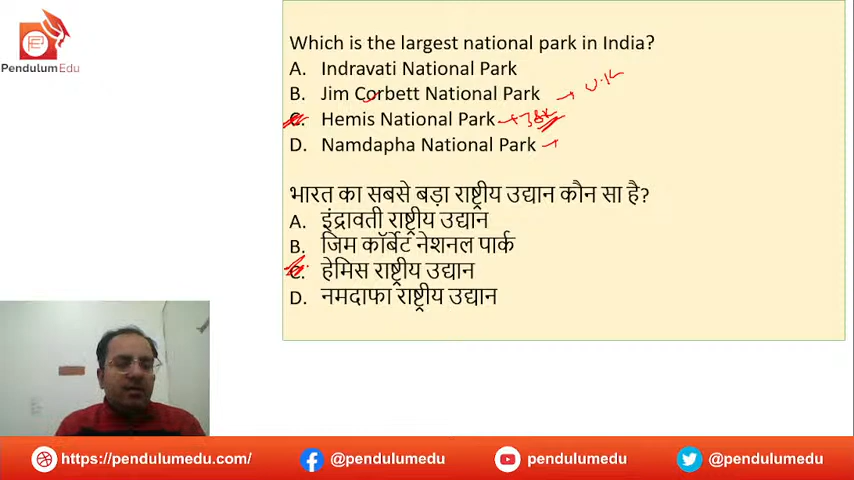 PendulumEdu
Which is the largest national park in India?
A. Indravati National Park
B. Jim Corbett National Park → U.K
C. Hemis National Park → J&K
D. Namdapha National Park →
भारत का सबसे बड़ा राष्ट्रीय उद्यान कौन सा है?
A. इंद्रावती राष्ट्रीय उद्यान
B. जिम कॉर्बेट नेशनल पार्क
C. हेमिस राष्ट्रीय उद्यान
D. नमदाफा राष्ट्रीय उद्यान
https://pendulumedu.com/ @pendulumedu pendulumedu @pendulumedu